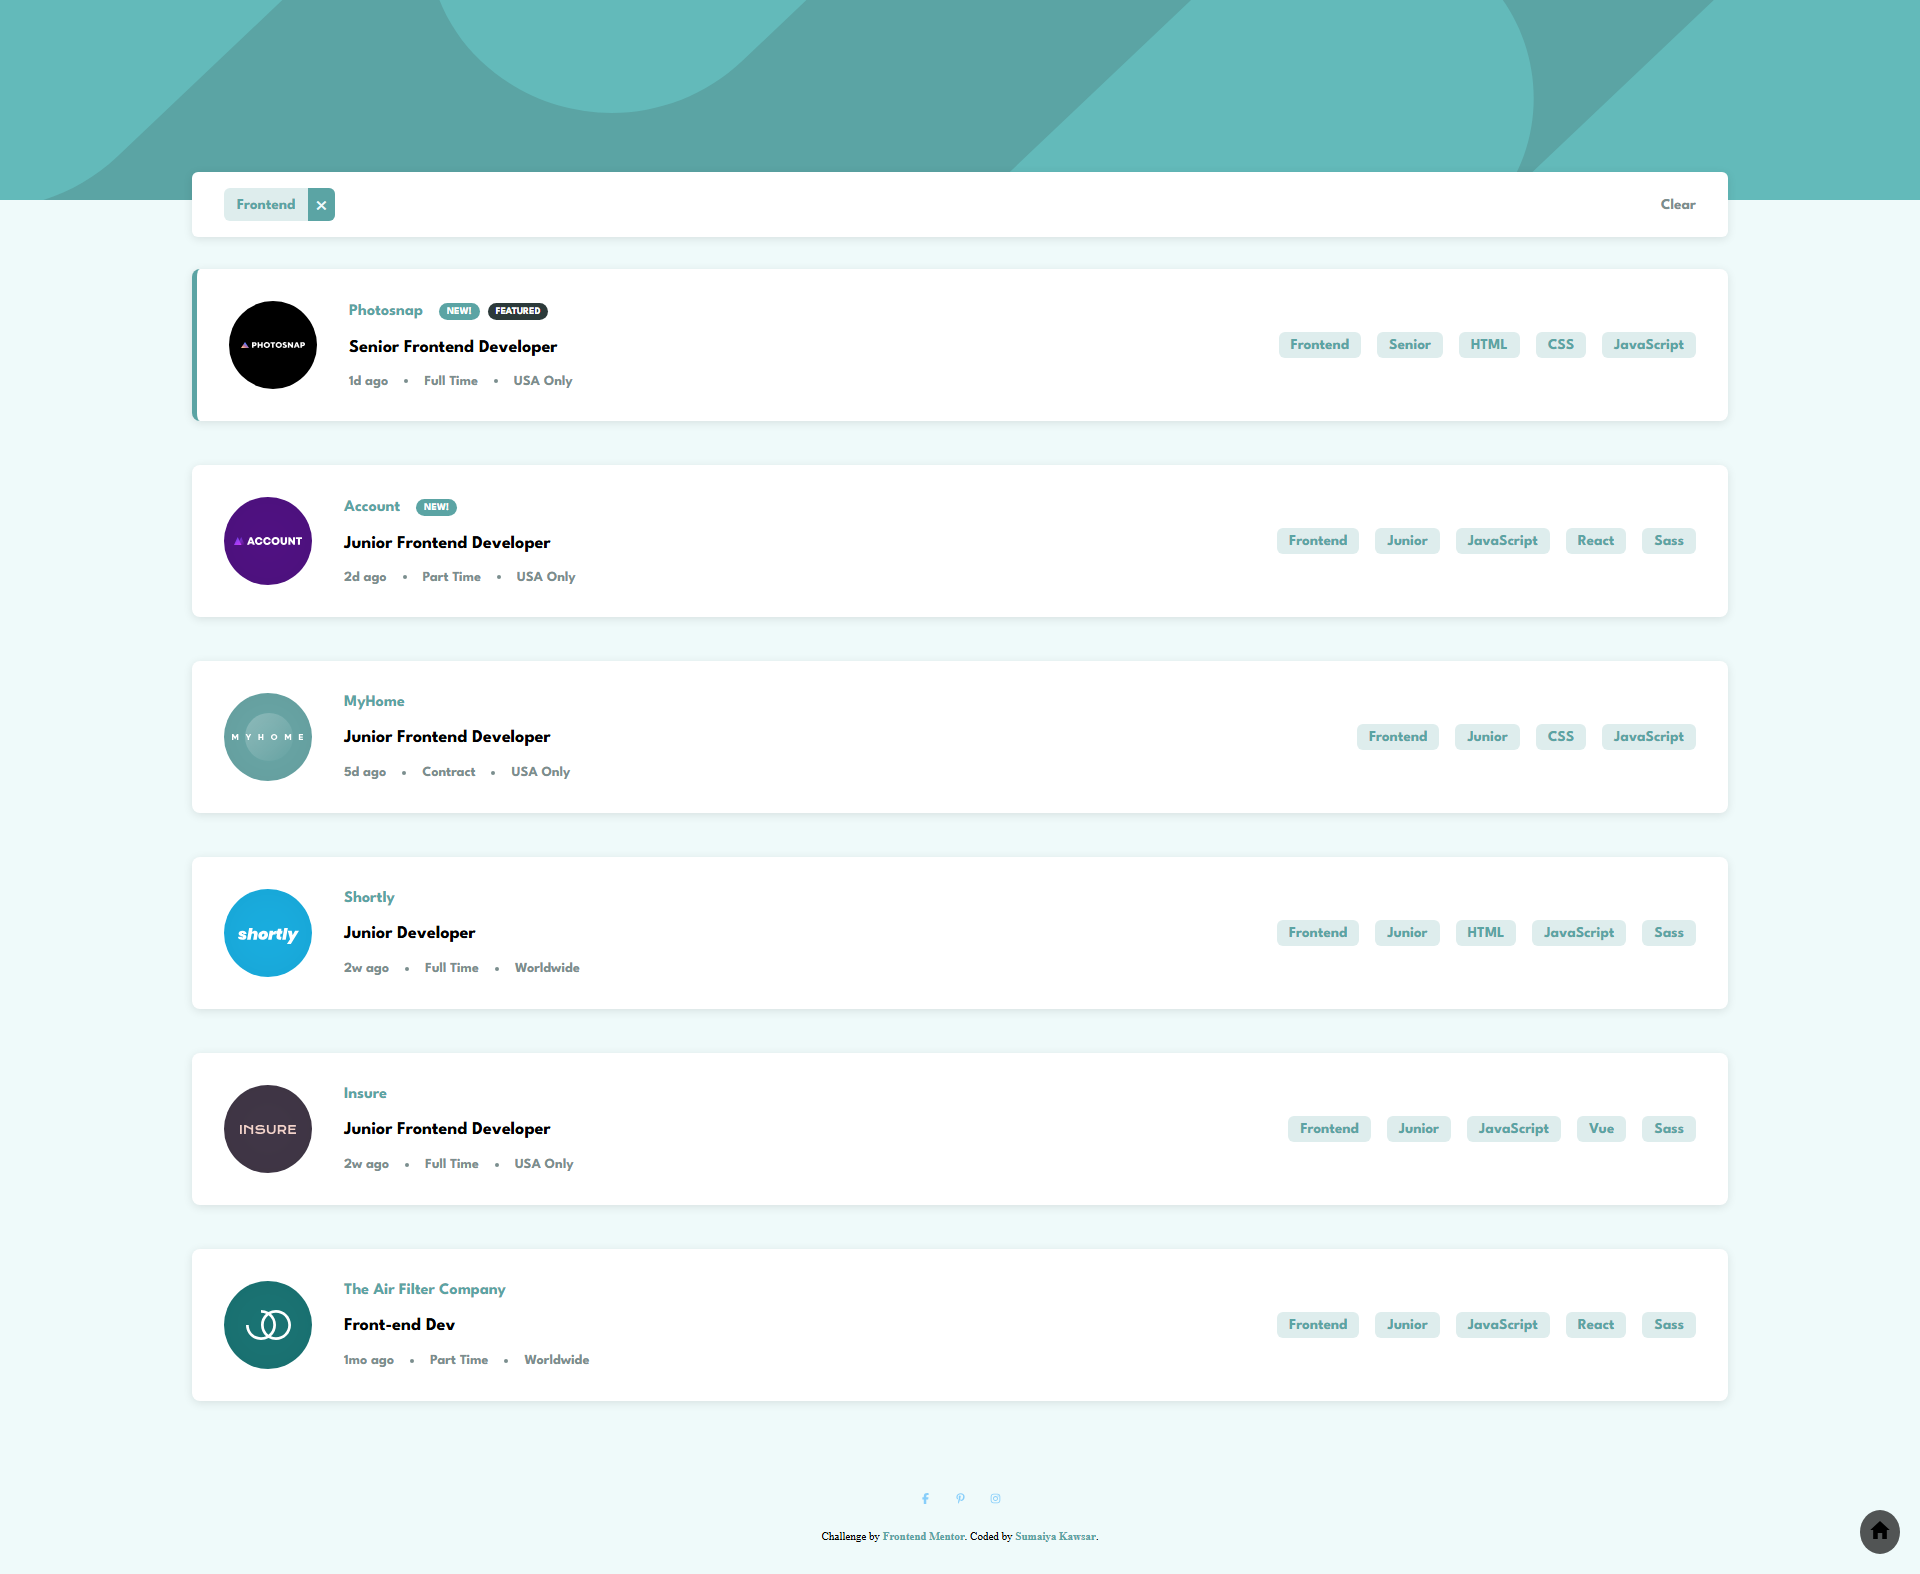 Frontend ×
Clear
PHOTOSNAP
Photosnap NEW! FEATURED
Senior Frontend Developer
1d ago • Full Time • USA Only
Frontend Senior HTML CSS JavaScript
ACCOUNT
Account NEW!
Junior Frontend Developer
2d ago • Part Time • USA Only
Frontend Junior JavaScript React Sass
MYHOME
MyHome
Junior Frontend Developer
5d ago • Contract • USA Only
Frontend Junior CSS JavaScript
shortly
Shortly
Junior Developer
2w ago • Full Time • Worldwide
Frontend Junior HTML JavaScript Sass
INSURE
Insure
Junior Frontend Developer
2w ago • Full Time • USA Only
Frontend Junior JavaScript Vue Sass
The Air Filter Company
Front-end Dev
1mo ago • Part Time • Worldwide
Frontend Junior JavaScript React Sass
Challenge by Frontend Mentor. Coded by Sumaiya Kawsar.